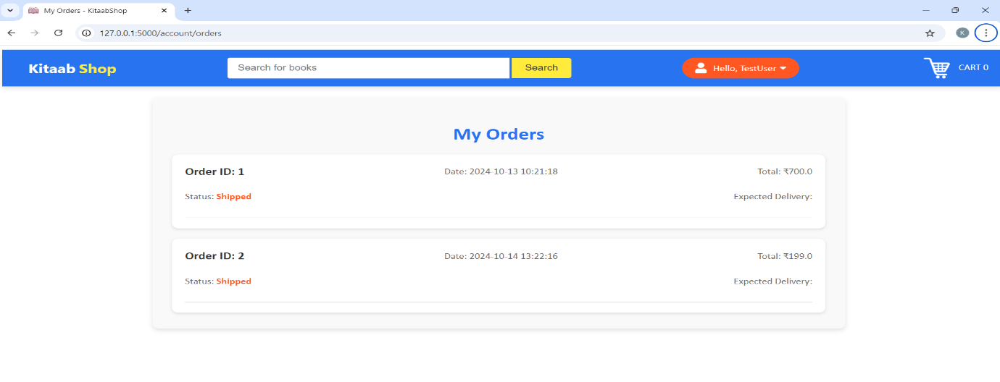 My Orders - KitaabShop
127.0.0.1:5000/account/orders
K
Kitaab Shop
Search for books
Search
Hello, TestUser
CART 0
My Orders
Order ID: 1 Date: 2024-10-13 10:21:18 Total: ₹700.0
Status: Shipped Expected Delivery:
Order ID: 2 Date: 2024-10-14 13:22:16 Total: ₹199.0
Status: Shipped Expected Delivery: